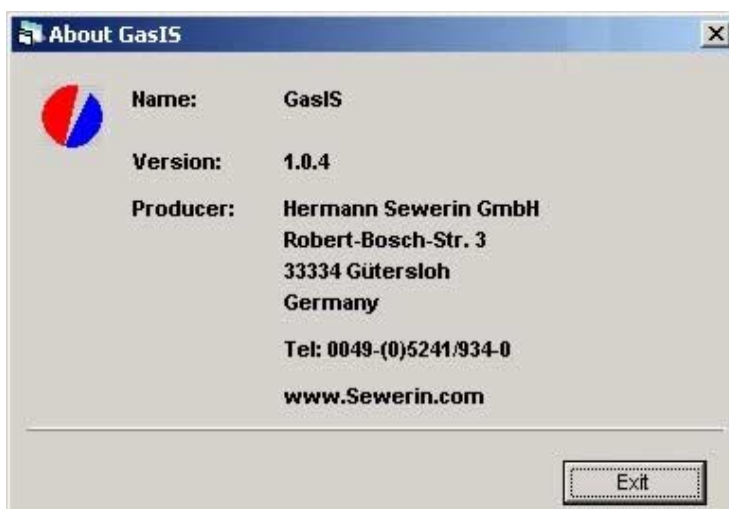 About GasIS
Name: GasIS
Version: 1.0.4
Producer: Hermann Sewerin GmbH
Robert-Bosch-Str. 3
33334 Gütersloh
Germany
Tel: 0049-(0)5241/934-0
www.Sewerin.com
Exit